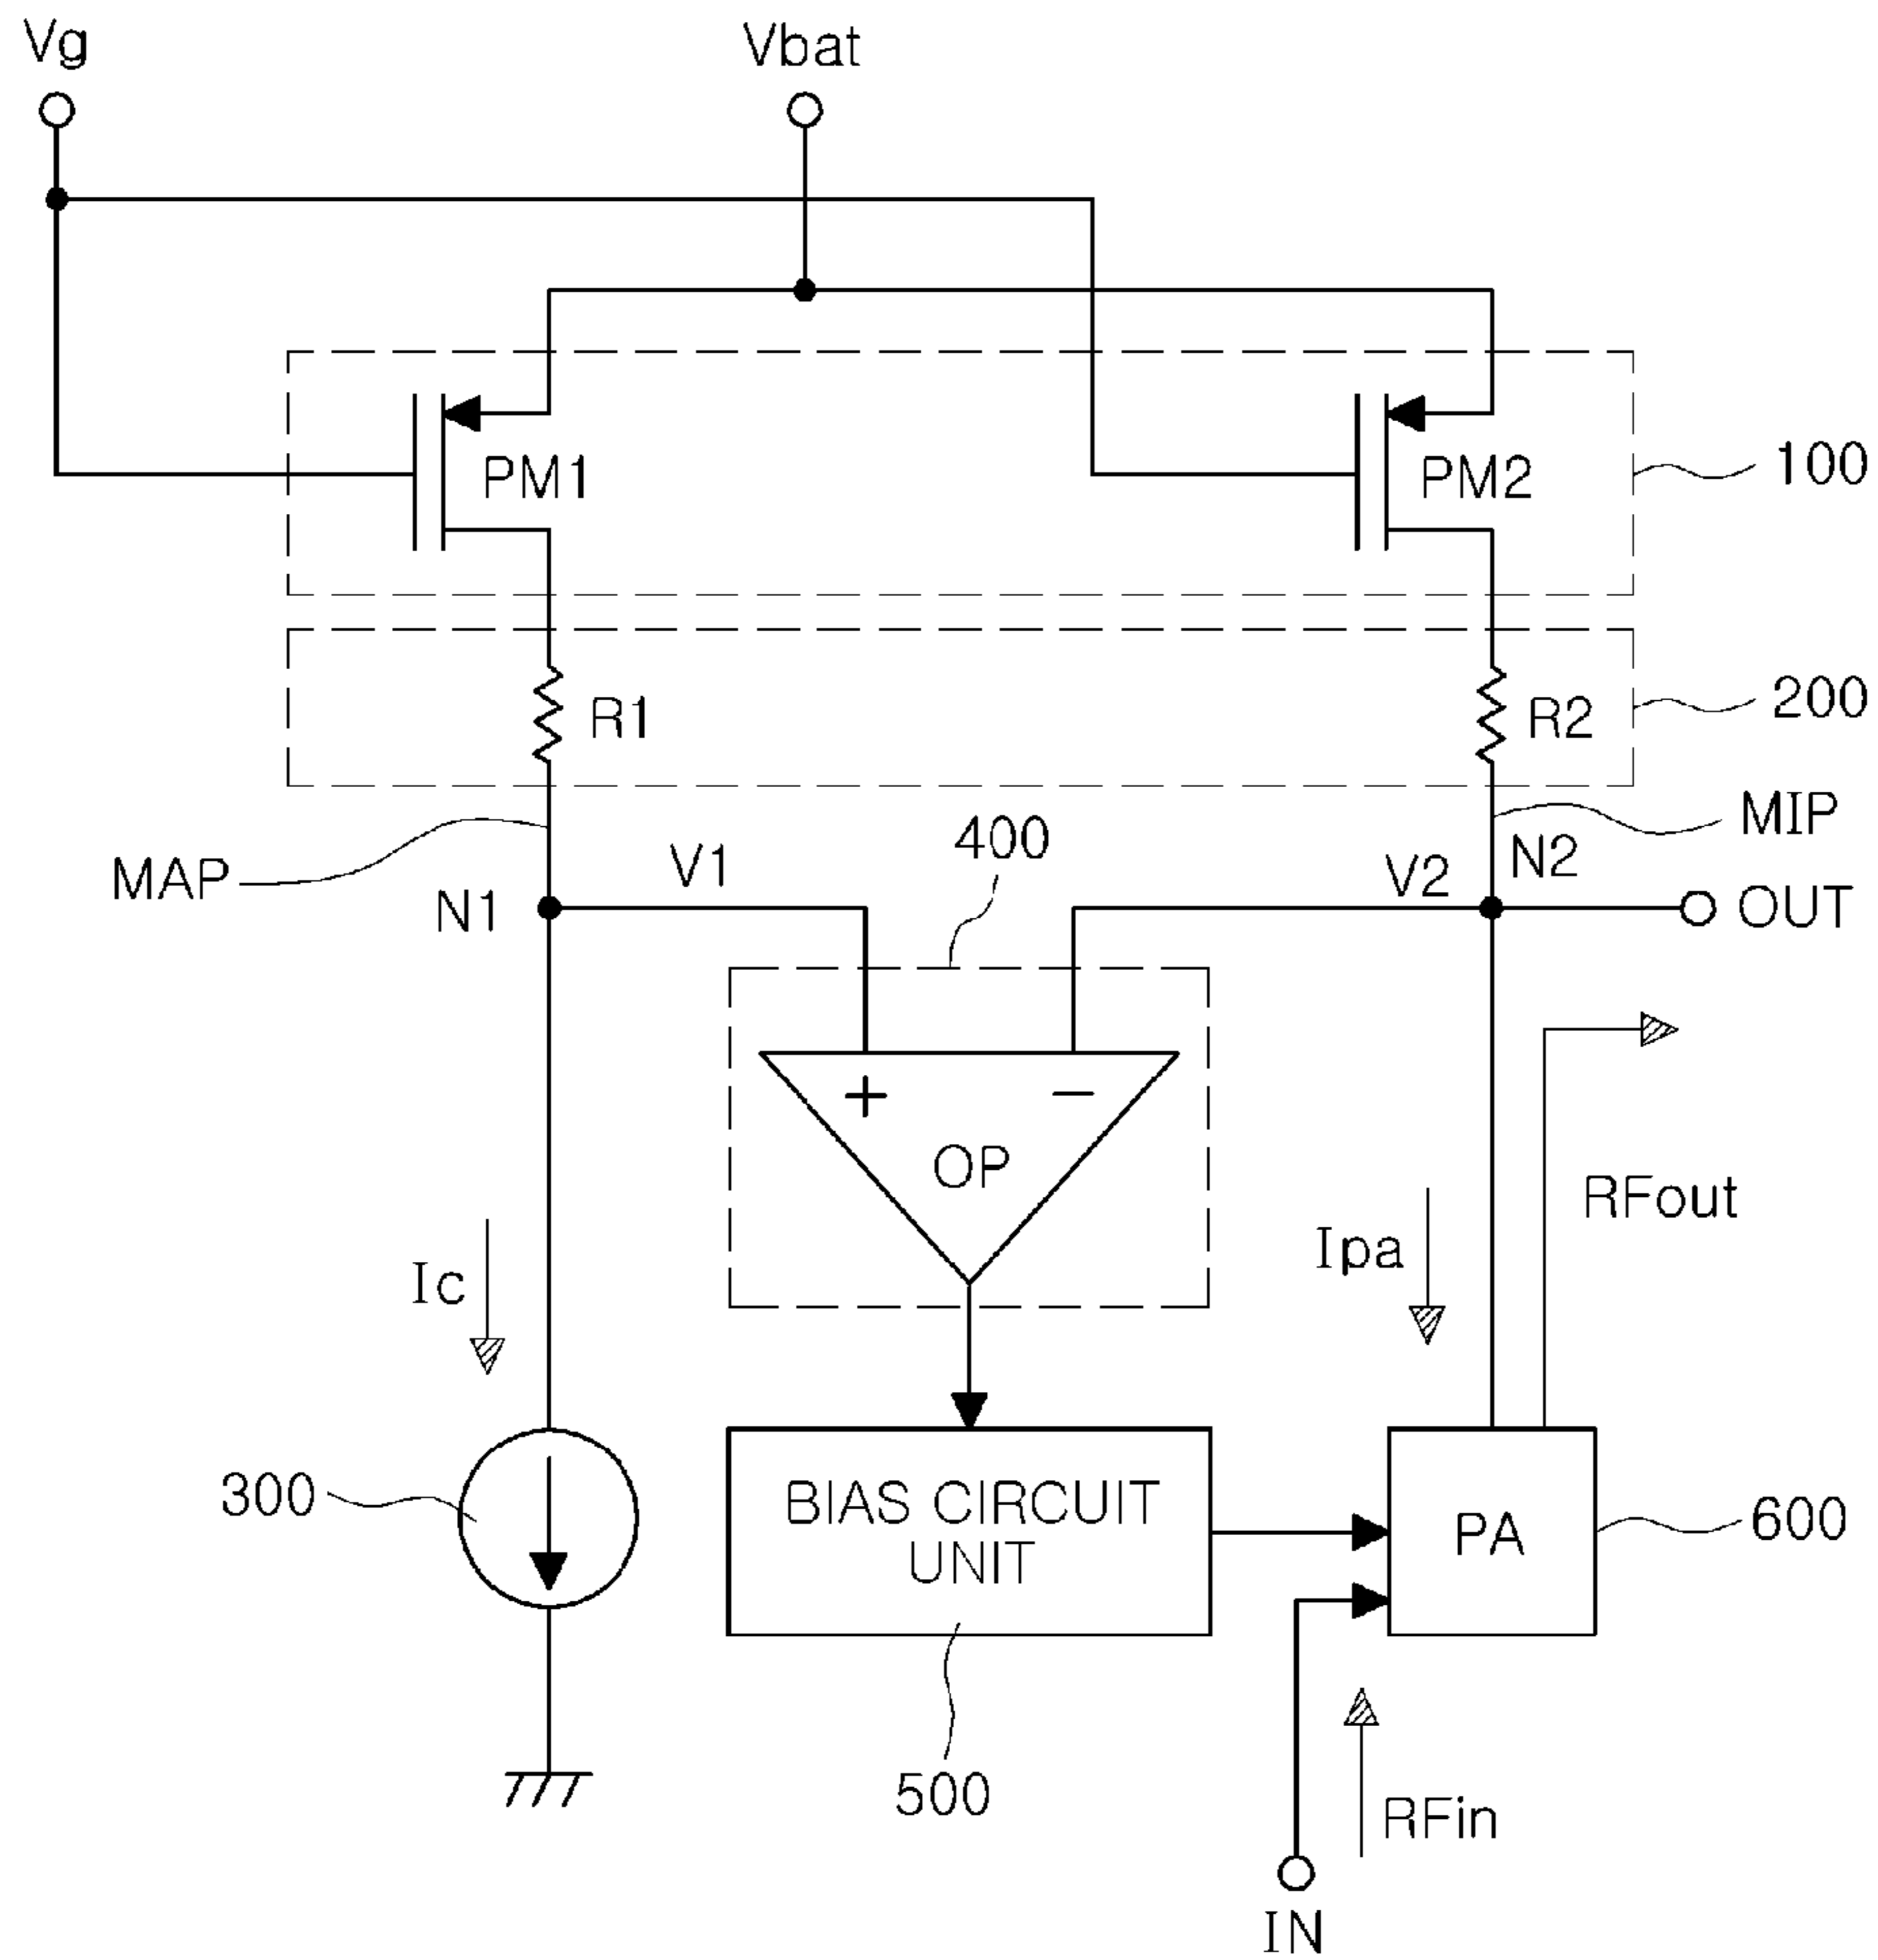 Vg
Vbat
PM1
PM2
100
R1
R2
200
MIP
400
MAP
V1
V2
N2
N1
OUT
+
−
OP
RFout
Ic
Ipa
300
BIAS CIRCUIT
UNIT
PA
600
500
RFin
IN